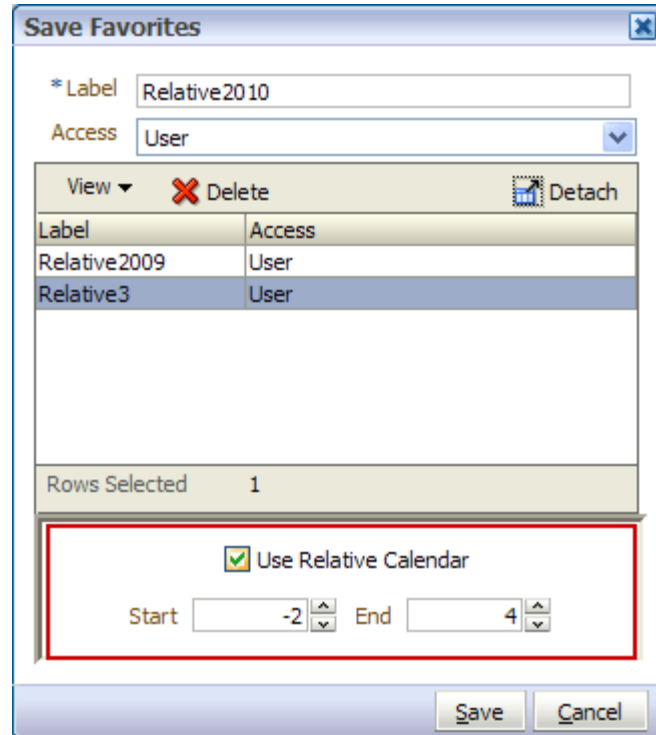 Save Favorites
*Label Relative2010
Access User
View Delete Detach
Label Access
Relative2009 User
Relative3 User
Rows Selected 1
Use Relative Calendar
Start -2 End 4
Save Cancel